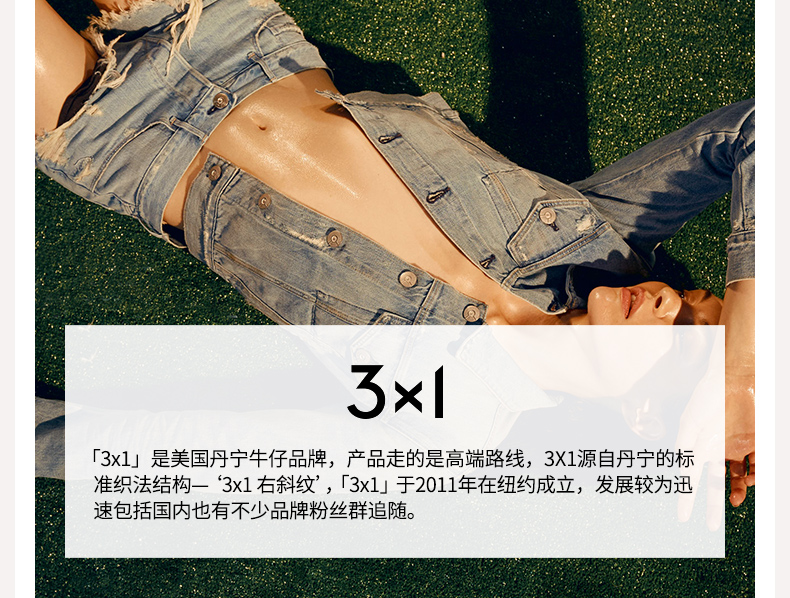 3x1
「3x1」是美国丹宁牛仔品牌，产品走的是高端路线，3X1源自丹宁的标
准织法结构—‘3x1 右斜纹’，「3x1」于2011年在纽约成立，发展较为迅
速包括国内也有不少品牌粉丝群追随。